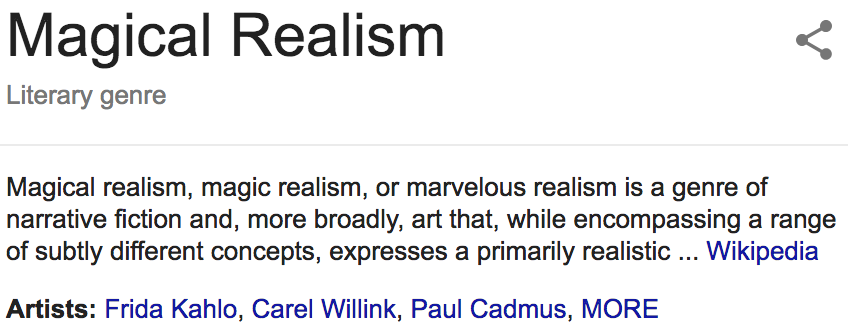 Magical Realism
Literary genre
Magical realism, magic realism, or marvelous realism is a genre of
narrative fiction and, more broadly, art that, while encompassing a range
of subtly different concepts, expresses a primarily realistic ... Wikipedia
Artists: Frida Kahlo, Carel Willink, Paul Cadmus, MORE